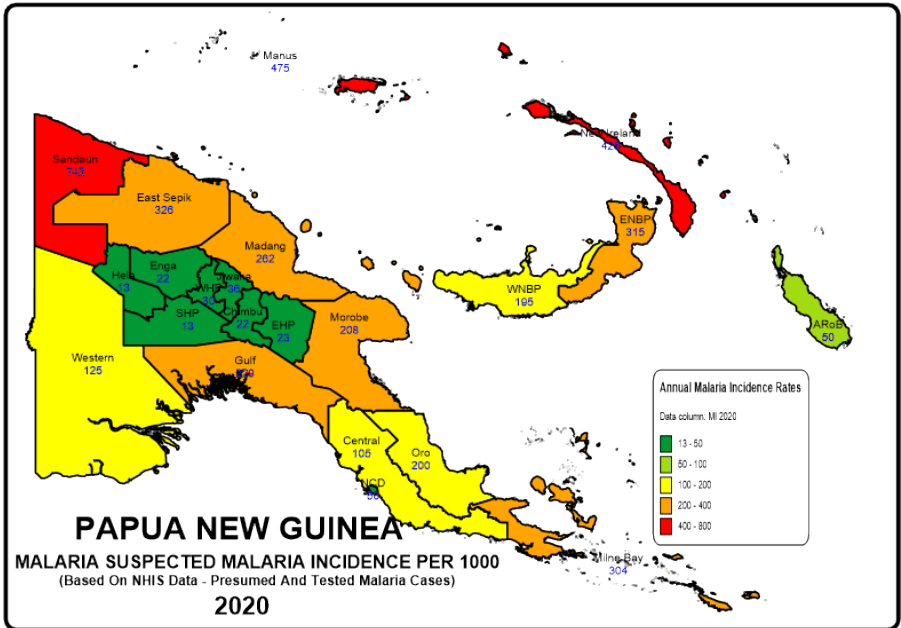 Manus
475
New Ireland
Sandaun
East Sepik
326
ENBP
315
Madang
262
Enga
22
Hela
13
Jiwaka
36
WHP
30
WNBP
195
SHP
13
Chimbu
22
EHP
23
Morobe
208
ARoB
50
Western
125
Gulf
Central
105
Oro
200
NCD
Milne Bay
304
Annual Malaria Incidence Rates
Data column: MI 2020
13 - 50
50 - 100
100 - 200
200 - 400
400 - 800
PAPUA NEW GUINEA
MALARIA SUSPECTED MALARIA INCIDENCE PER 1000
(Based On NHIS Data - Presumed And Tested Malaria Cases)
2020